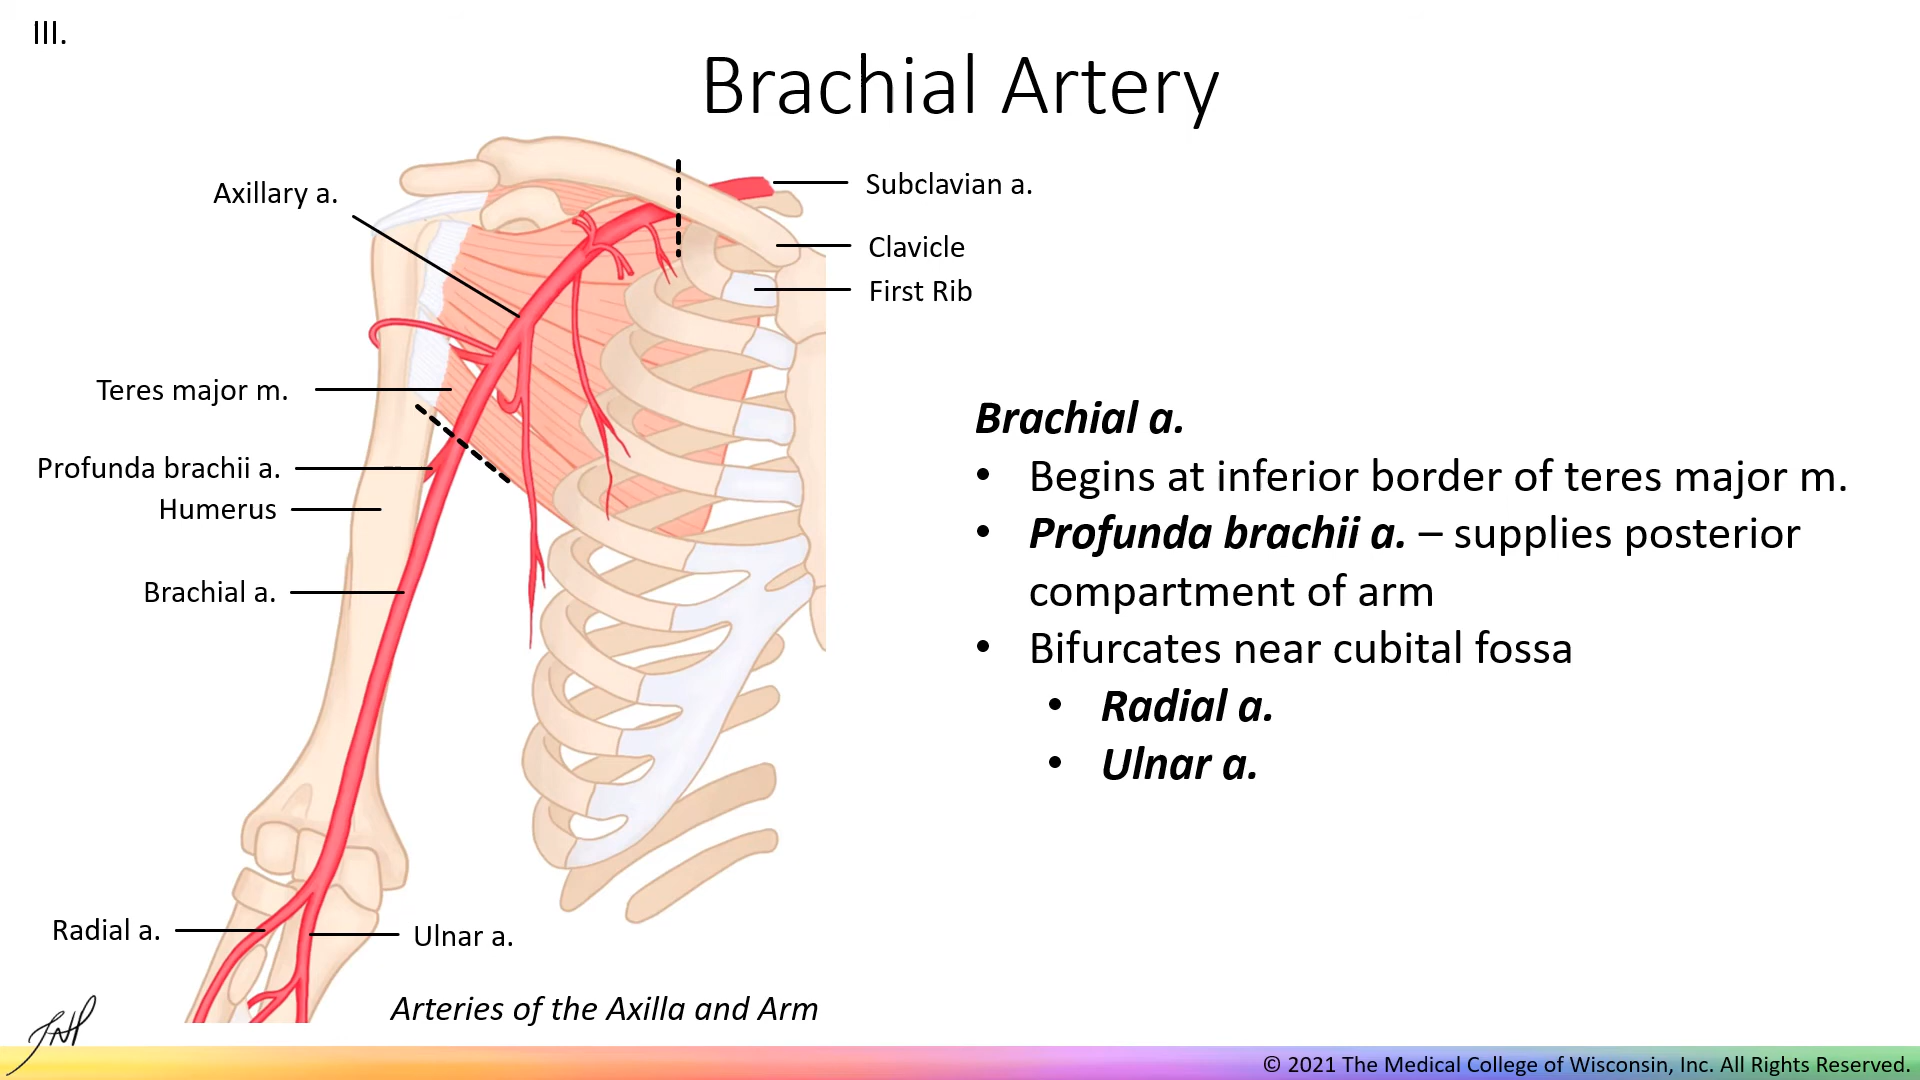 III.
Brachial Artery
Axillary a.
Subclavian a.
Clavicle
First Rib
Teres major m.
Profunda brachii a.
Humerus
Brachial a.
Radial a.
Ulnar a.
Arteries of the Axilla and Arm
Brachial a.
• Begins at inferior border of teres major m.
• Profunda brachii a. – supplies posterior
compartment of arm
• Bifurcates near cubital fossa
• Radial a.
• Ulnar a.
© 2021 The Medical College of Wisconsin, Inc. All Rights Reserved.